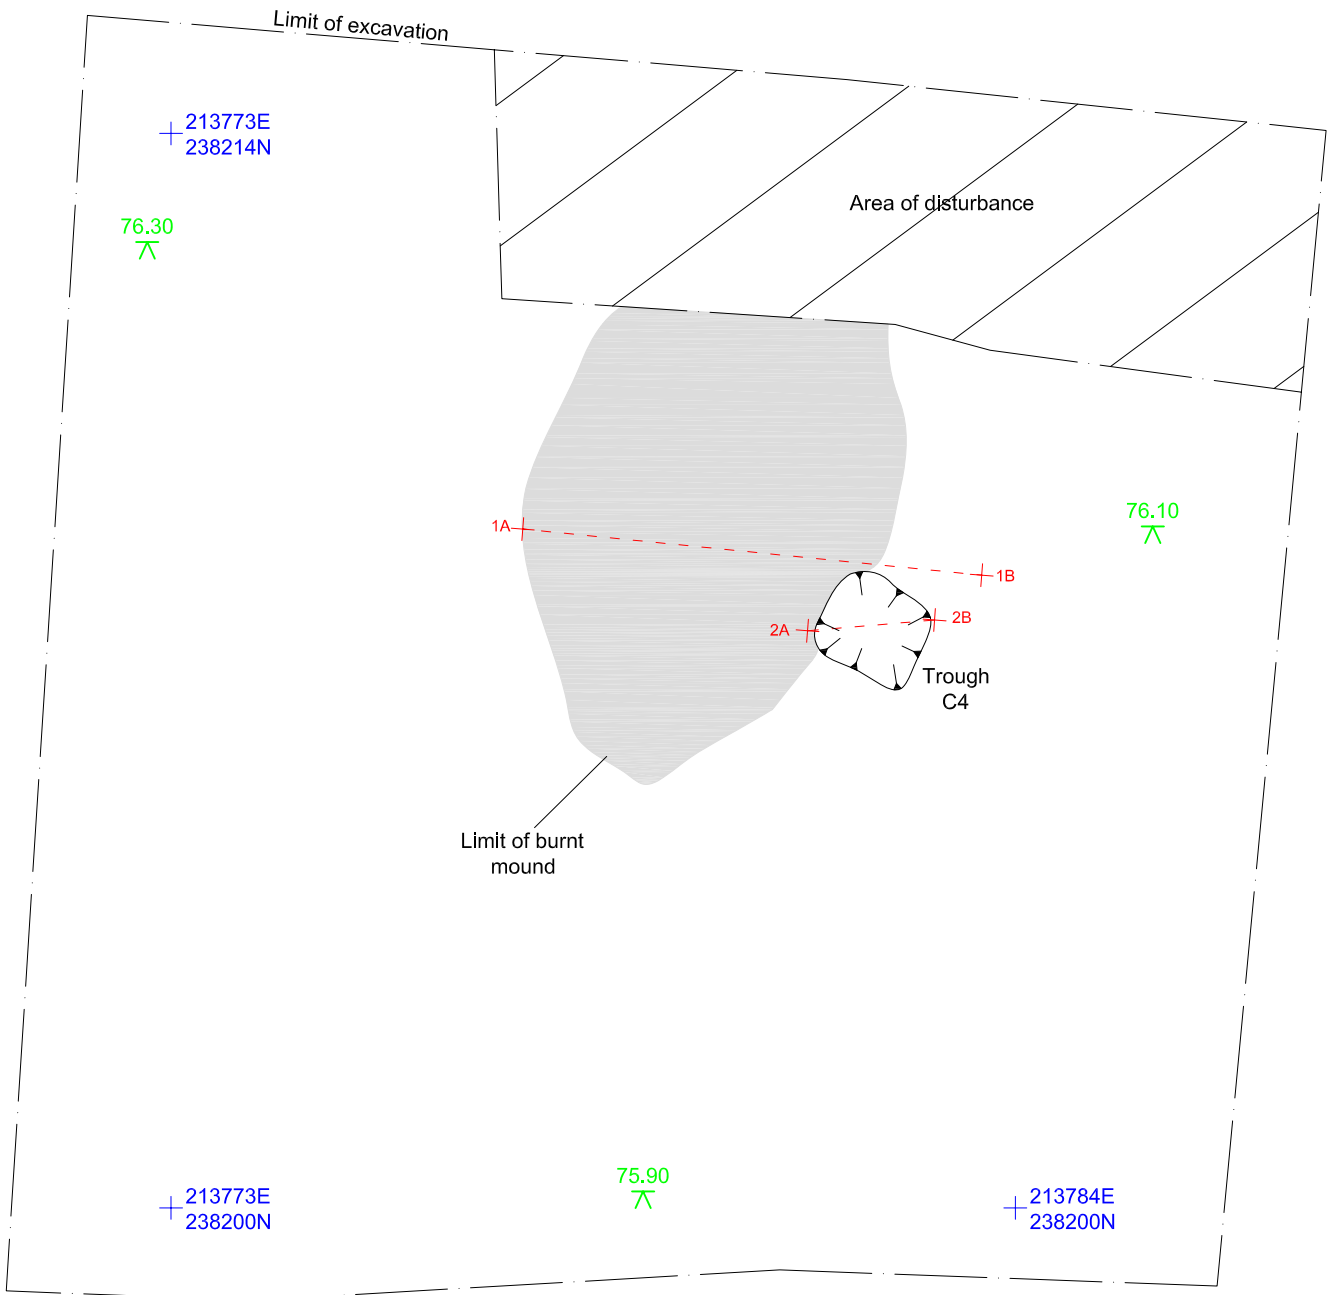 Limit of excavation
213773E
238214N
76.30
Area of disturbance
76.10
1A
1B
2A
2B
Trough
C4
Limit of burnt
mound
75.90
213773E
238200N
213784E
238200N